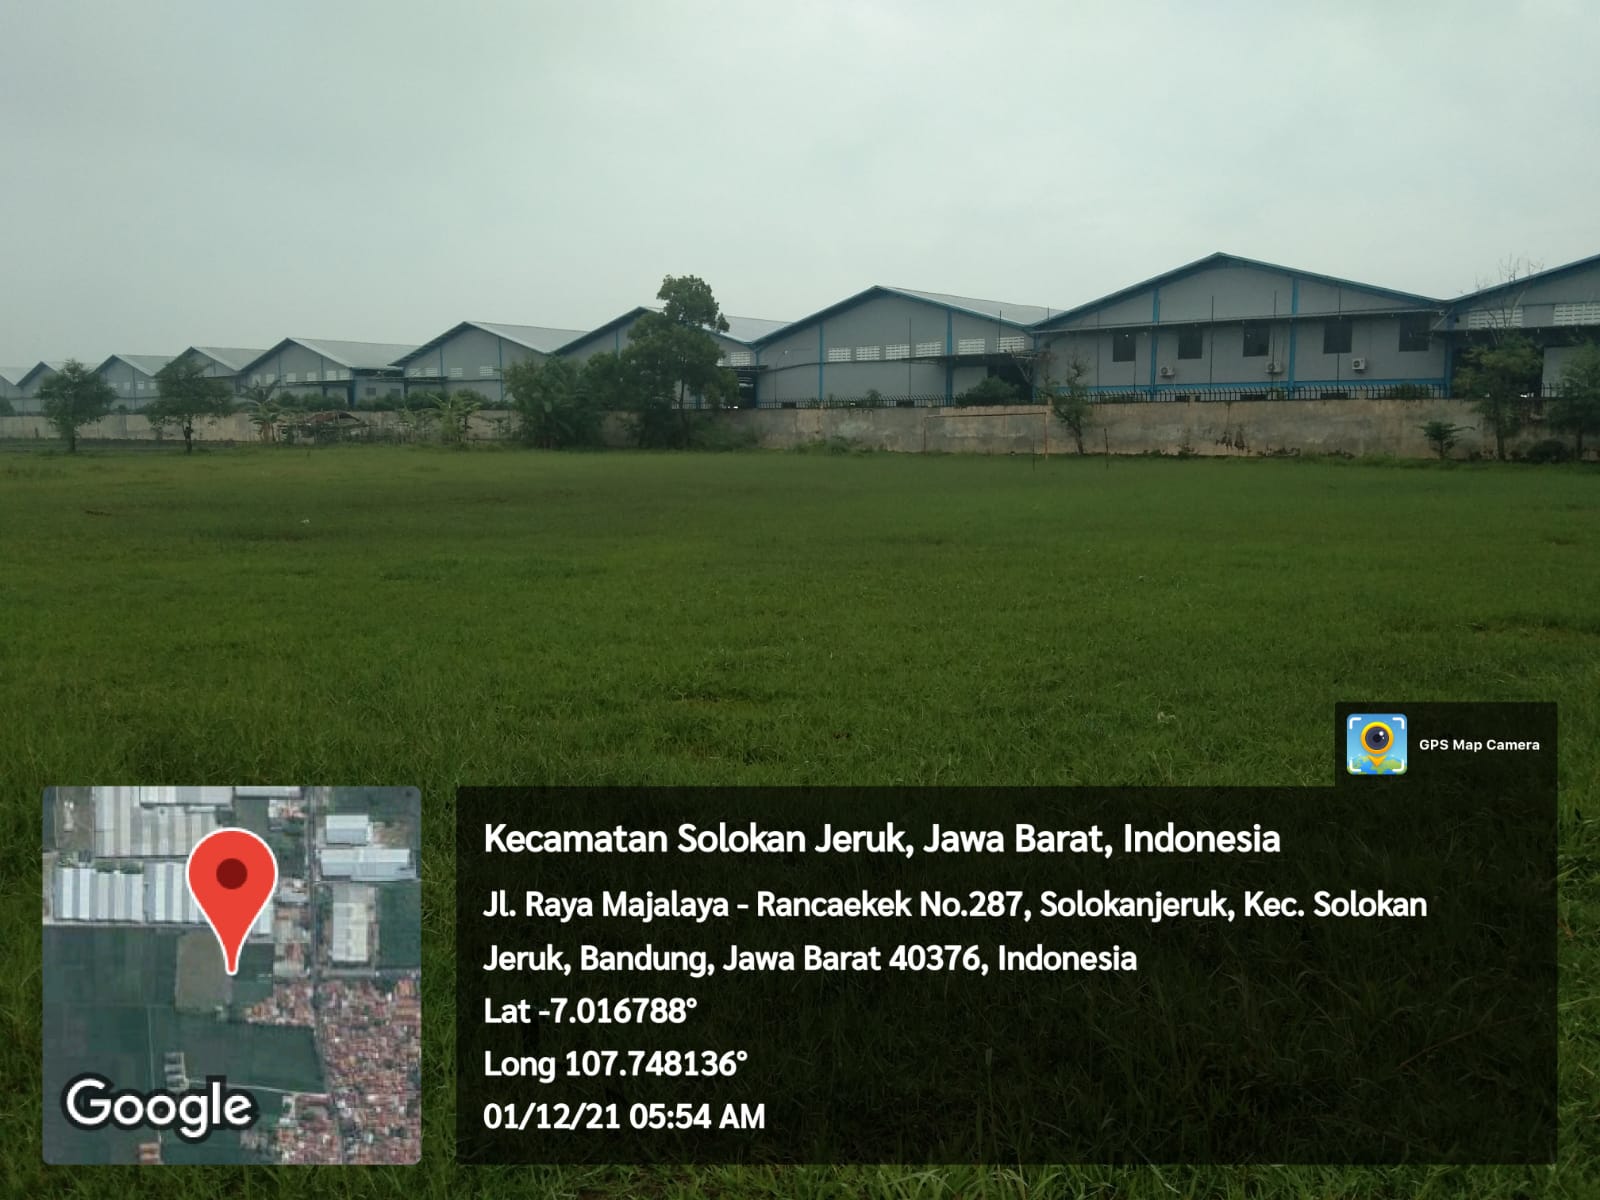 GPS Map Camera
Kecamatan Solokan Jeruk, Jawa Barat, Indonesia
Jl. Raya Majalaya - Rancaekek No.287, Solokanjeruk, Kec. Solokan
Jeruk, Bandung, Jawa Barat 40376, Indonesia
Lat -7.016788°
Long 107.748136°
01/12/21 05:54 AM
Google